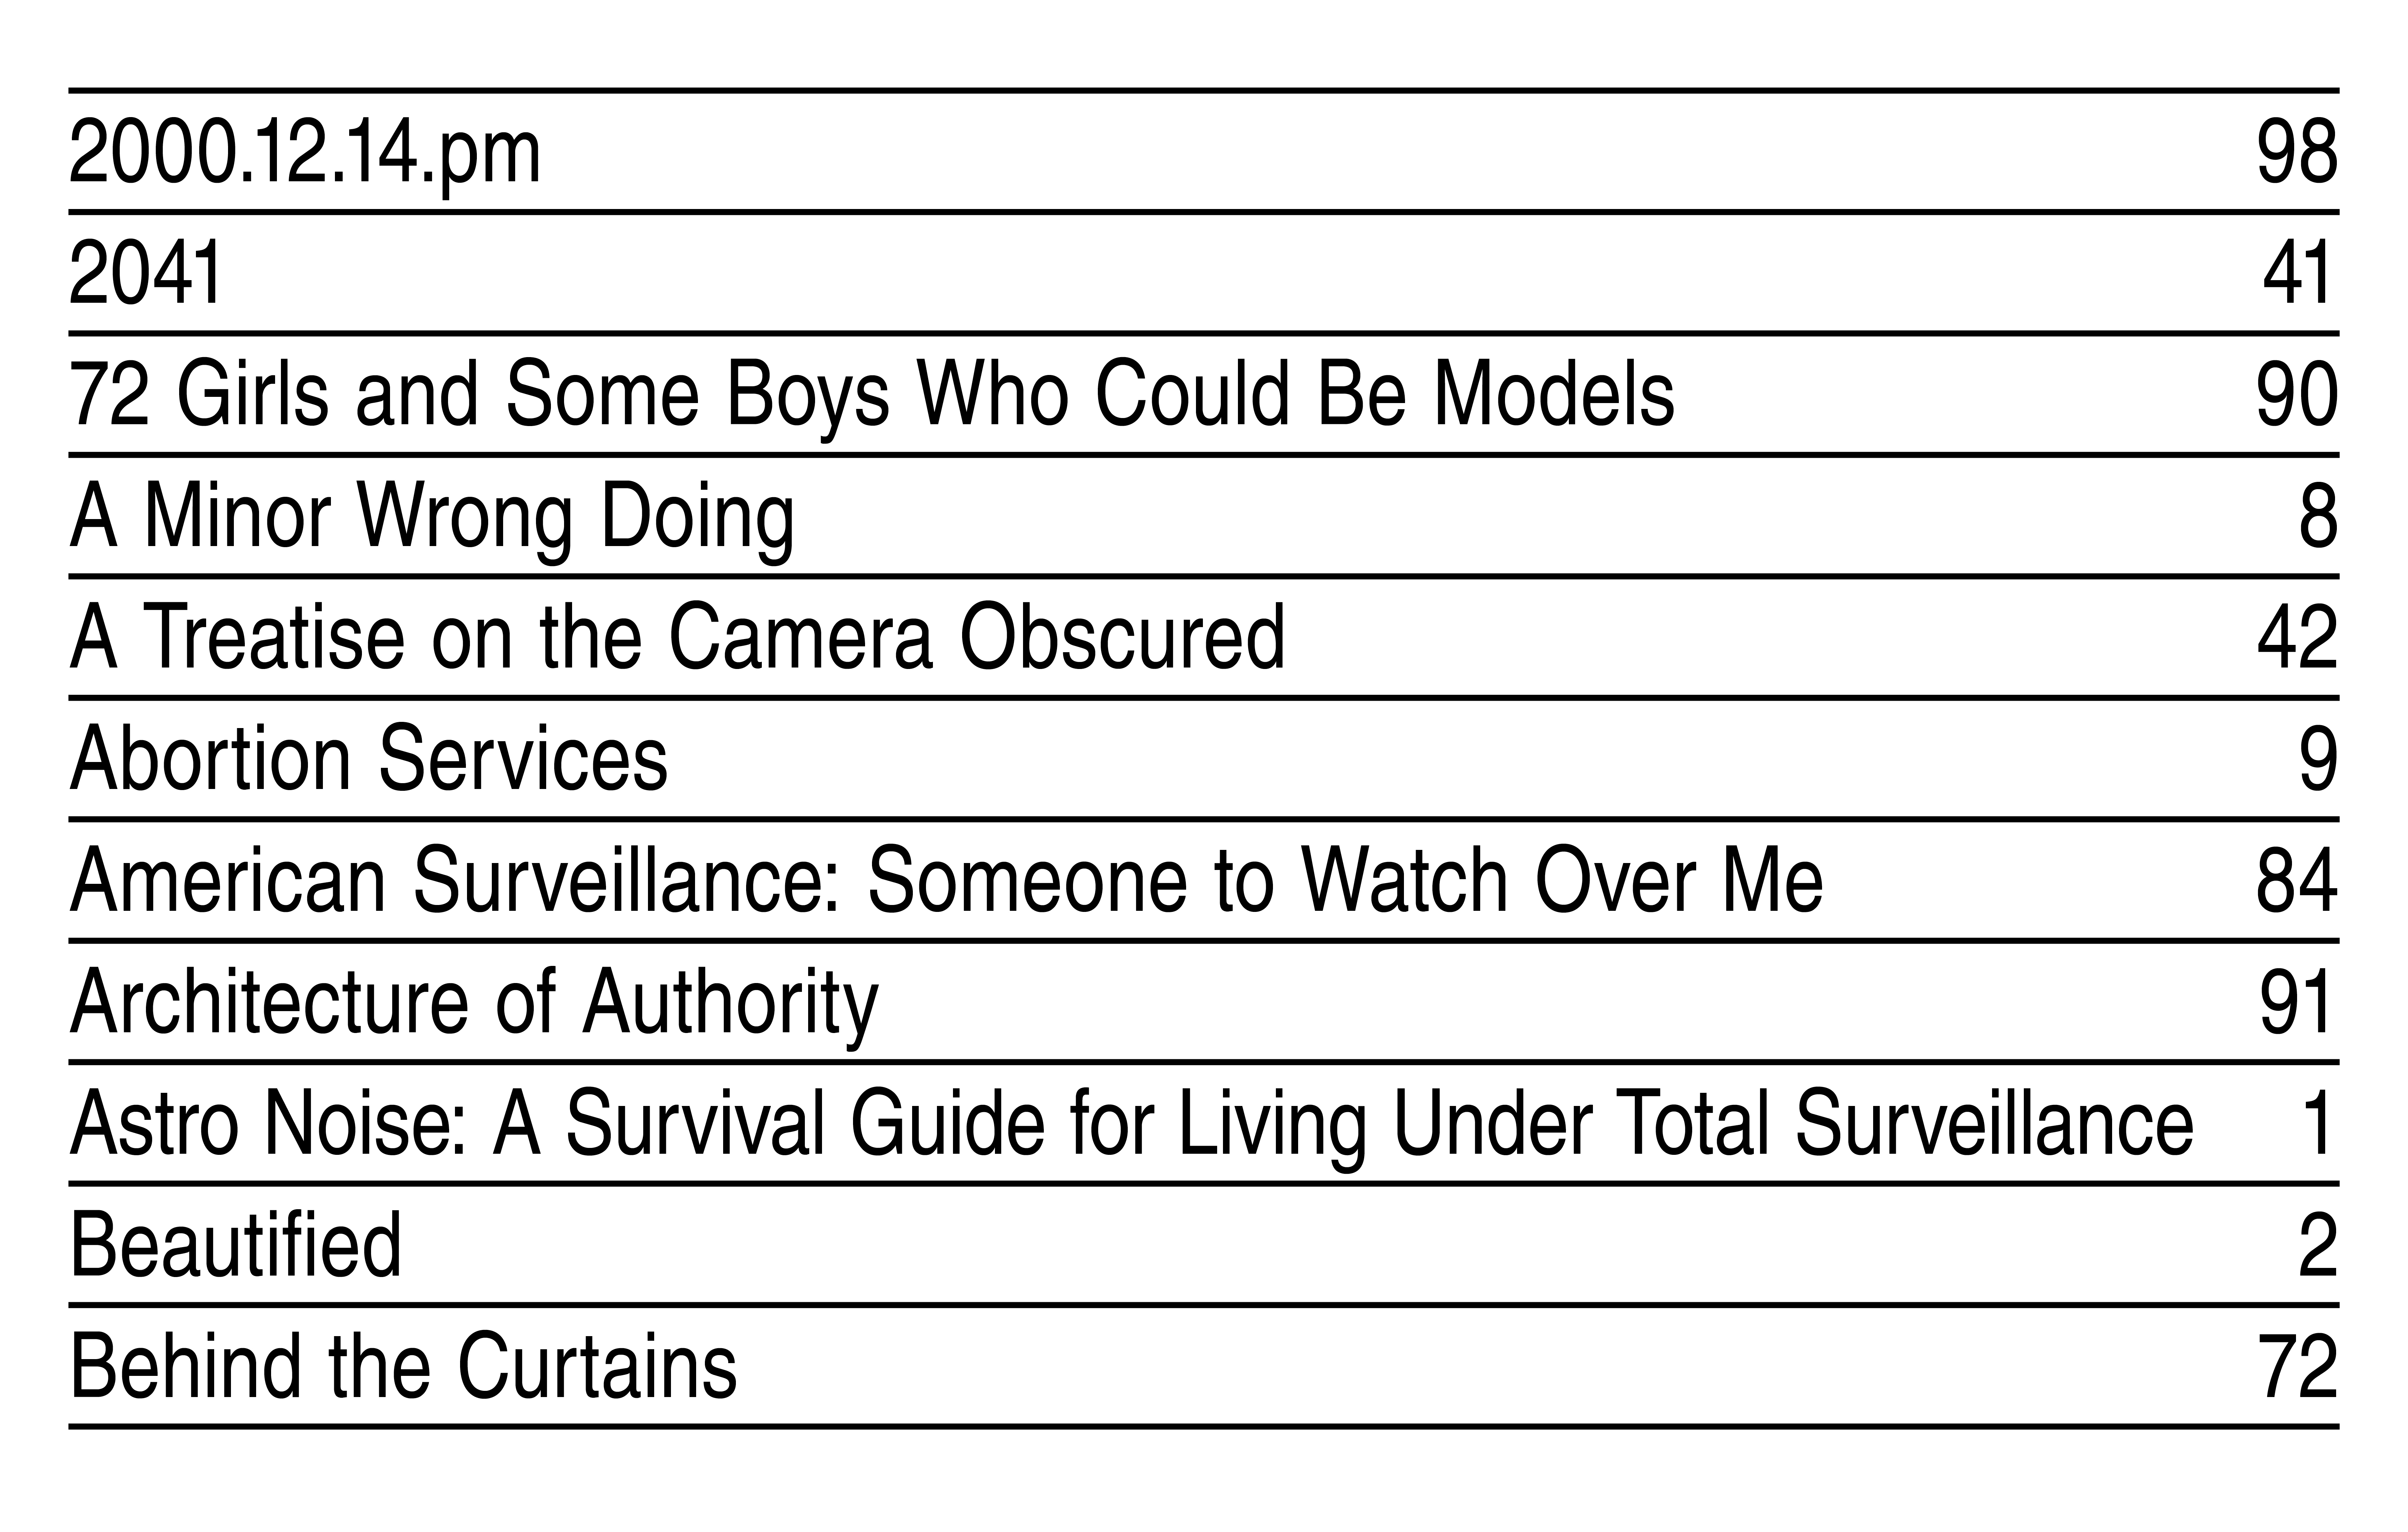 2000.12.14.pm 98
2041 41
72 Girls and Some Boys Who Could Be Models 90
A Minor Wrong Doing 8
A Treatise on the Camera Obscured 42
Abortion Services 9
American Surveillance: Someone to Watch Over Me 84
Architecture of Authority 91
Astro Noise: A Survival Guide for Living Under Total Surveillance 1
Beautified 2
Behind the Curtains 72